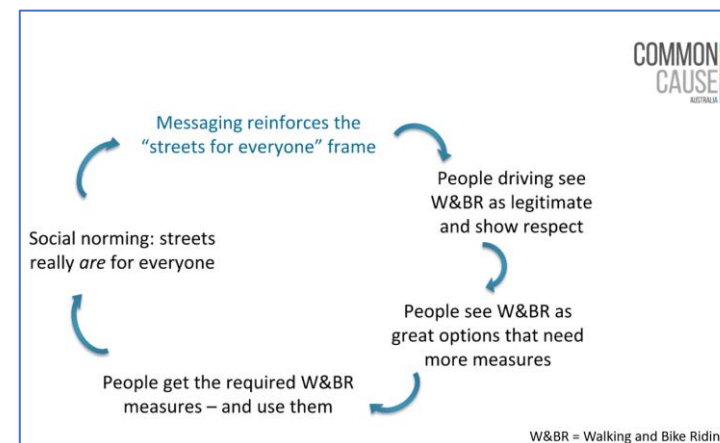 COMMON
CAUSE
AUSTRALIA
Messaging reinforces the
“streets for everyone” frame
People driving see
W&BR as legitimate
and show respect
People see W&BR as
great options that need
more measures
People get the required W&BR
measures – and use them
Social norming: streets
really are for everyone
W&BR = Walking and Bike Ridin